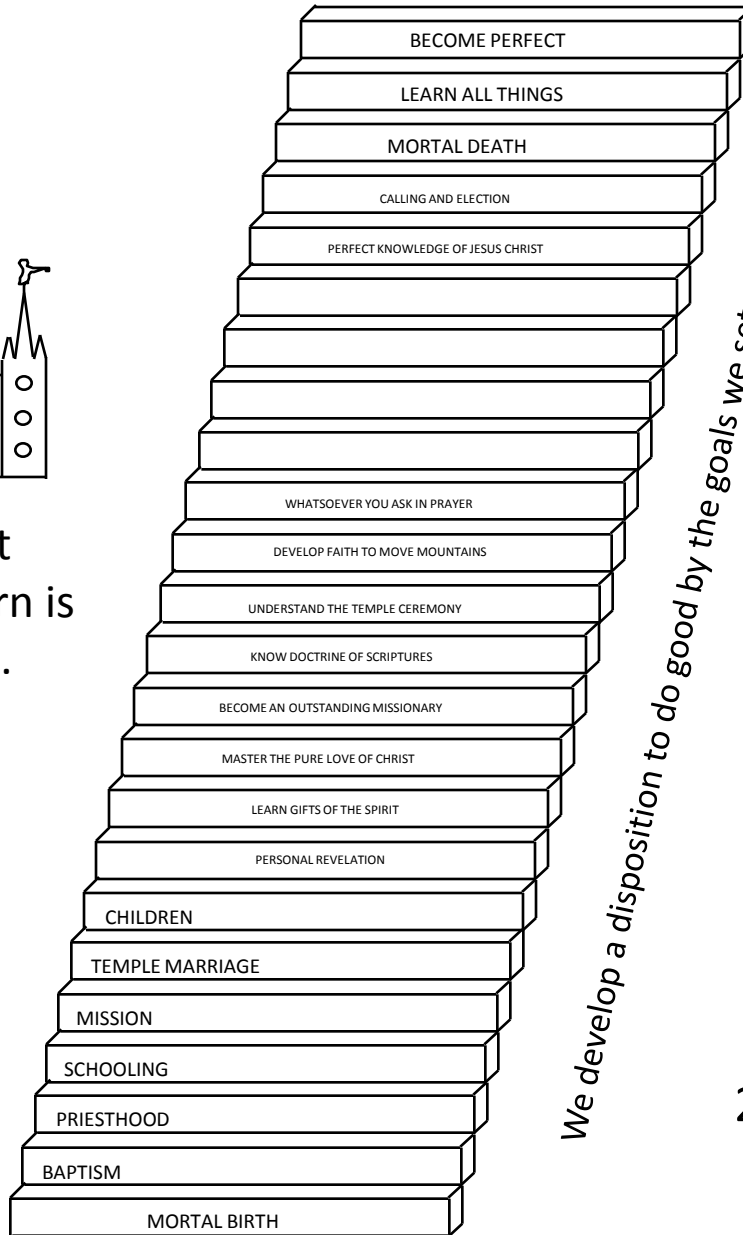 BECOME PERFECT
LEARN ALL THINGS
MORTAL DEATH
CALLING AND ELECTION
PERFECT KNOWLEDGE OF JESUS CHRIST
WHATSOEVER YOU ASK IN PRAYER
DEVELOP FAITH TO MOVE MOUNTAINS
UNDERSTAND THE TEMPLE CEREMONY
KNOW DOCTRINE OF SCRIPTURES
BECOME AN OUTSTANDING MISSIONARY
MASTER THE PURE LOVE OF CHRIST
LEARN GIFTS OF THE SPIRIT
PERSONAL REVELATION
CHILDREN
TEMPLE MARRIAGE
MISSION
SCHOOLING
PRIESTHOOD
BAPTISM
MORTAL BIRTH
is
We develop a disposition to do good by the goals we set
2